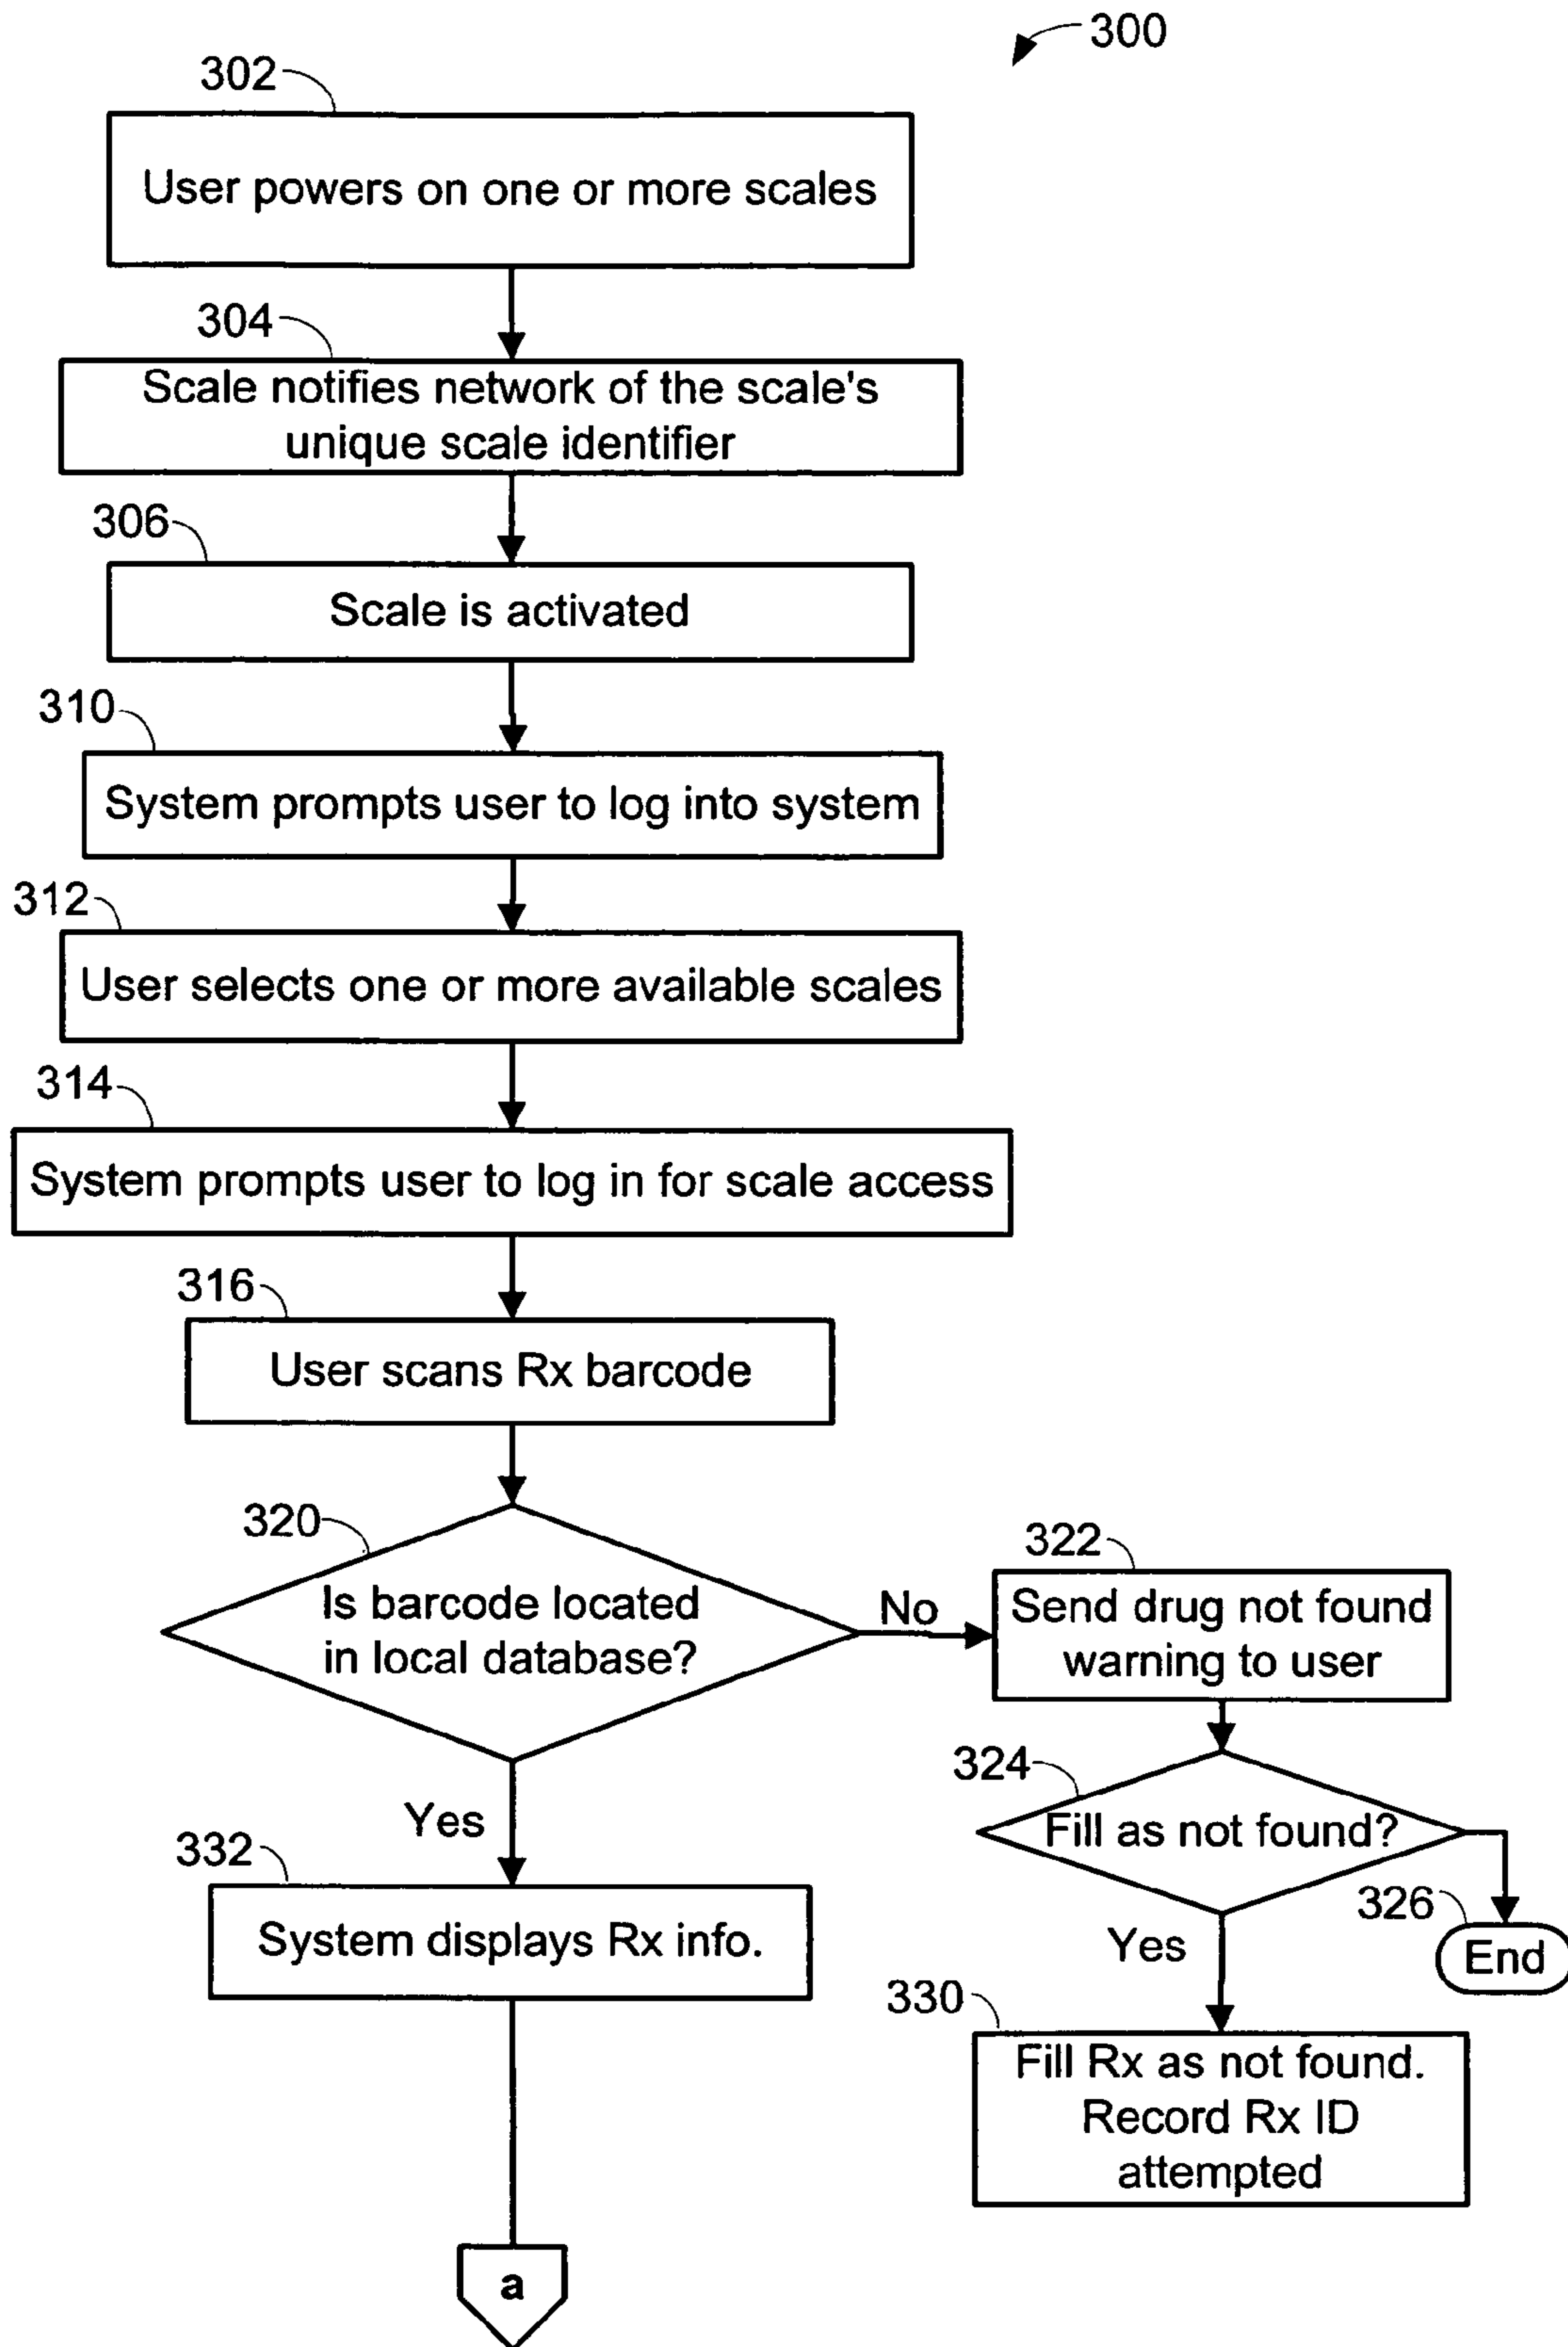 300
302
User powers on one or more scales
304
Scale notifies network of the scale's
unique scale identifier
306
Scale is activated
310
System prompts user to log into system
312
User selects one or more available scales
314
System prompts user to log in for scale access
316
User scans Rx barcode
320
Is barcode located
in local database?
No
322
Send drug not found
warning to user
324
Fill as not found?
326
End
Yes
330
Fill Rx as not found.
Record Rx ID
attempted
Yes
332
System displays Rx info.
a